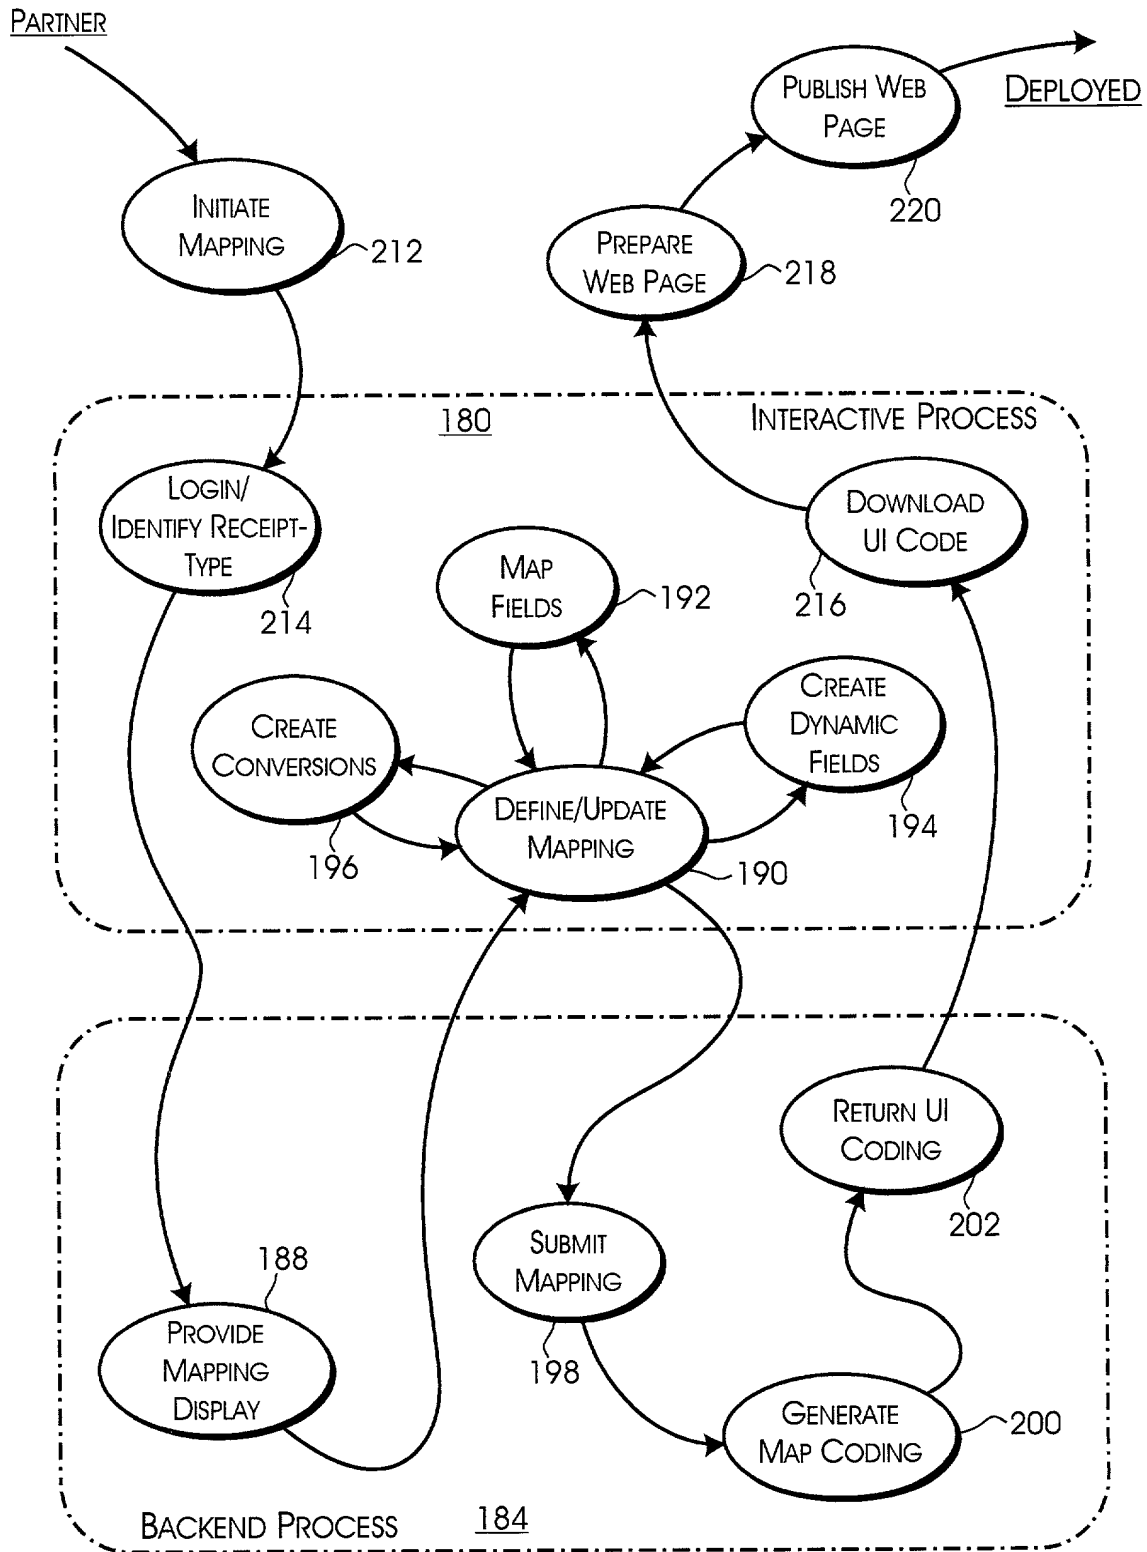 PARTNER
PUBLISH WEB
PAGE
DEPLOYED
220
INITIATE
MAPPING
212
PREPARE
WEB PAGE
218
180
INTERACTIVE PROCESS
LOGIN/
IDENTIFY RECEIPT-
TYPE
214
DOWNLOAD
UI CODE
216
MAP
FIELDS
192
CREATE
CONVERSIONS
196
CREATE
DYNAMIC
FIELDS
194
DEFINE/UPDATE
MAPPING
190
RETURN UI
CODING
202
188
PROVIDE
MAPPING
DISPLAY
SUBMIT
MAPPING
198
GENERATE
MAP CODING
200
BACKEND PROCESS
184